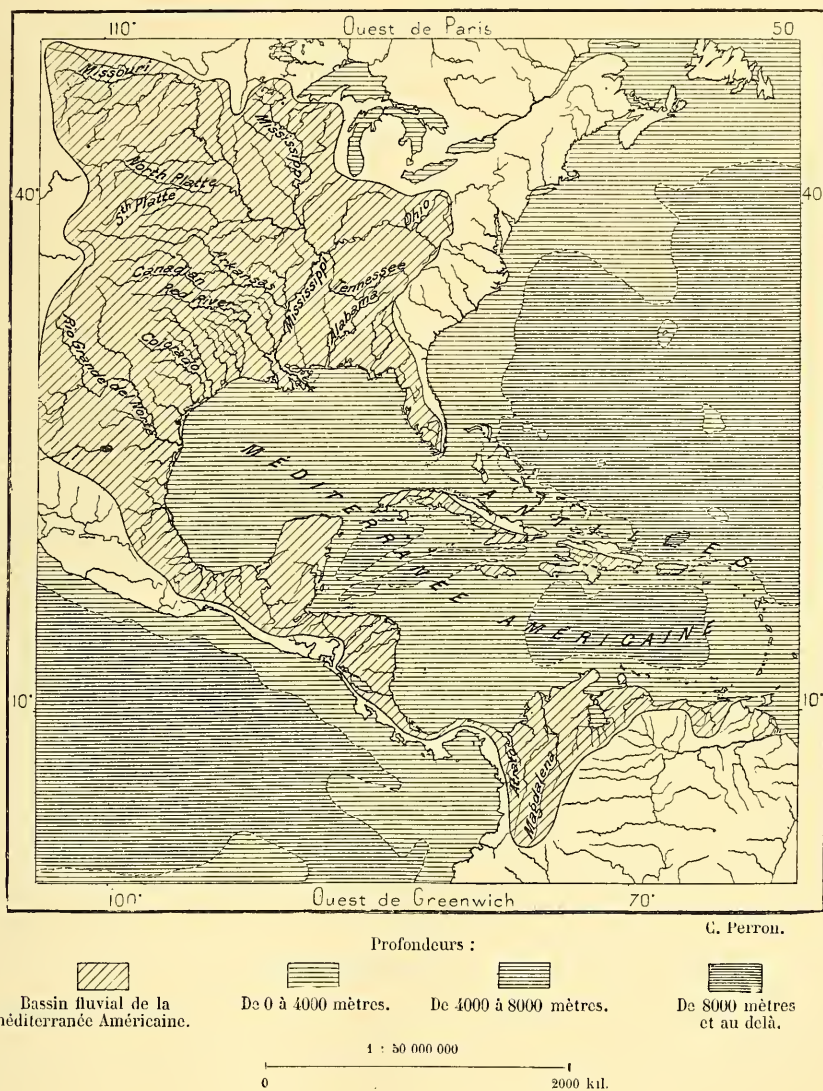 110° Ouest de Paris 50
Missouri
Mississippi
North Platte
40° 40°
Sth Platte
Ohio
Arkansas
Canadian
Tennessee
Red River
Mississippi
Alabama
Colorado
Rio Grande del Norte
MÉDITERRANÉE AMÉRICAINE
ANTILLES
10° 10°
Atrato
Magdalena
100° Ouest de Greenwich 70°
C. Perron.
Profondeurs :
Bassin fluvial de la De 0 à 4000 mètres. De 4000 à 8000 mètres. De 8000 mètres
méditerranée Américaine. et au delà.
1 : 50 000 000
0 2000 kil.